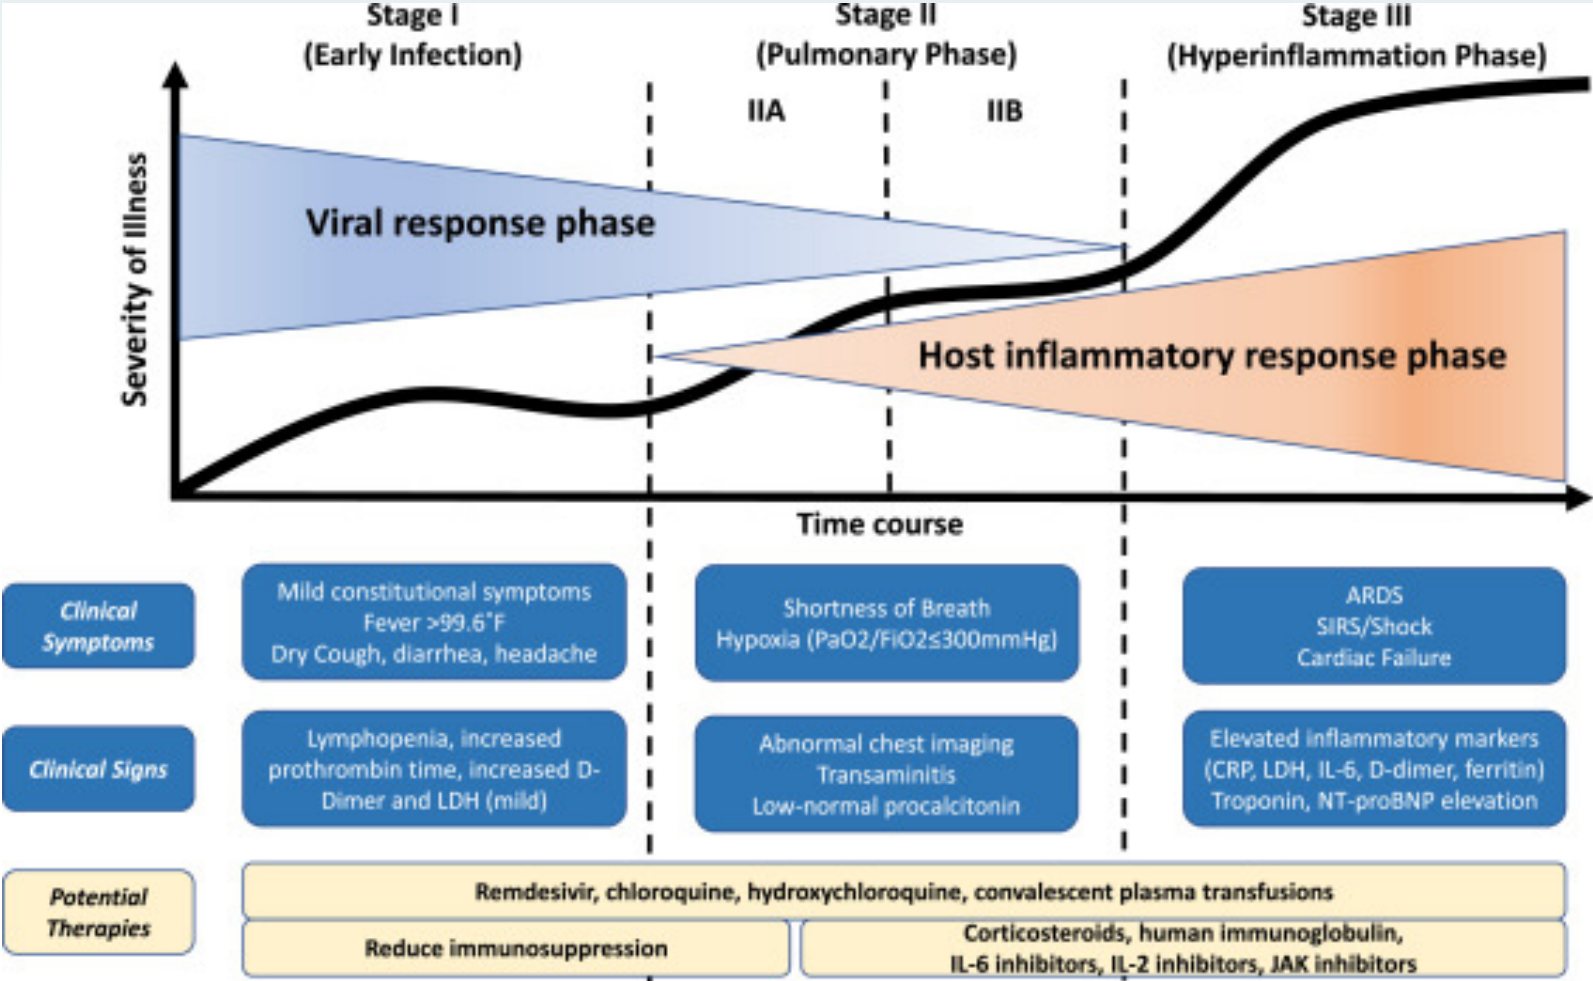 Stage I
(Early Infection)
Stage II
(Pulmonary Phase)
Stage III
(Hyperinflammation Phase)
IIA
IIB
Severity of Illness
Viral response phase
Host inflammatory response phase
Time course
Clinical
Symptoms
Mild constitutional symptoms
Fever >99.6°F
Dry Cough, diarrhea, headache
Shortness of Breath
Hypoxia (PaO2/FiO2≤300mmHg)
ARDS
SIRS/Shock
Cardiac Failure
Clinical Signs
Lymphopenia, increased
prothrombin time, increased D-
Dimer and LDH (mild)
Abnormal chest imaging
Transaminitis
Low-normal procalcitonin
Elevated inflammatory markers
(CRP, LDH, IL-6, D-dimer, ferritin)
Troponin, NT-proBNP elevation
Potential
Therapies
Remdesivir, chloroquine, hydroxychloroquine, convalescent plasma transfusions
Reduce immunosuppression
Corticosteroids, human immunoglobulin,
IL-6 inhibitors, IL-2 inhibitors, JAK inhibitors